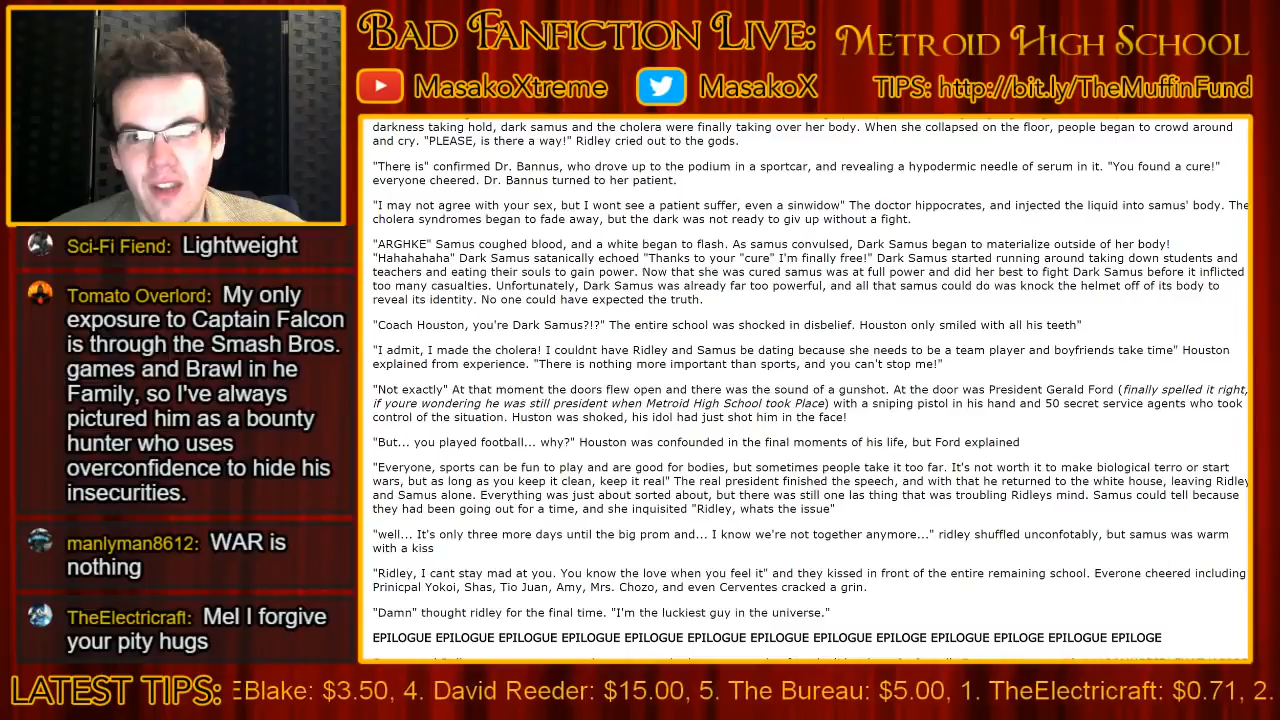 BAD FANFICTION LIVE:
METROID HIGH SCHOOL
MasakoXtreme
MasakoX
TIPS: http://bit.ly/TheMuffinFund
Sci-Fi Fiend: Lightweight
Tomato Overlord: My only
exposure to Captain Falcon
is through the Smash Bros.
games and Brawl in he
Family, so I've always
pictured him as a bounty
hunter who uses
overconfidence to hide his
insecurities.
manlyman8612: WAR is
nothing
TheElectricraft: Mel I forgive
your pity hugs
darkness taking hold, dark samus and the cholera were finally taking over her body. When she collapsed on the floor, people began to crowd around
and cry. "PLEASE, is there a way!" Ridley cried out to the gods.
"There is" confirmed Dr. Bannus, who drove up to the podium in a sportcar, and revealing a hypodermic needle of serum in it. "You found a cure!"
everyone cheered. Dr. Bannus turned to her patient.
"I may not agree with your sex, but I wont see a patient suffer, even a sinwidow" The doctor hippocrates, and injected the liquid into samus' body. The
cholera syndromes began to fade away, but the dark was not ready to giv up without a fight.
"ARGHKE" Samus coughed blood, and a white began to flash. As samus convulsed, Dark Samus began to materialize outside of her body!
"Hahahahaha" Dark Samus satanically echoed "Thanks to your "cure" I'm finally free!" Dark Samus started running around taking down students and
teachers and eating their souls to gain power. Now that she was cured samus was at full power and did her best to fight Dark Samus before it inflicted
too many casualties. Unfortunately, Dark Samus was already far too powerful, and all that samus could do was knock the helmet off of its body to
reveal its identity. No one could have expected the truth.
"Coach Houston, you're Dark Samus?!?" The entire school was shocked in disbelief. Houston only smiled with all his teeth"
"I admit, I made the cholera! I couldnt have Ridley and Samus be dating because she needs to be a team player and boyfriends take time" Houston
explained from experience. "There is nothing more important than sports, and you can't stop me!"
"Not exactly" At that moment the doors flew open and there was the sound of a gunshot. At the door was President Gerald Ford (finally spelled it right,
if youre wondering he was still president when Metroid High School took Place) with a sniping pistol in his hand and 50 secret service agents who took
control of the situation. Huston was shoked, his idol had just shot him in the face!
"But... you played football... why?" Houston was confounded in the final moments of his life, but Ford explained
"Everyone, sports can be fun to play and are good for bodies, but sometimes people take it too far. It's not worth it to make biological terro or start
wars, but as long as you keep it clean, keep it real" The real president finished the speech, and with that he returned to the white house, leaving Ridley
and Samus alone. Everything was just about sorted about, but there was still one las thing that was troubling Ridleys mind. Samus could tell because
they had been going out for a time, and she inquisited "Ridley, whats the issue"
"well... It's only three more days until the big prom and... I know we're not together anymore..." ridley shuffled unconfotably, but samus was warm
with a kiss
"Ridley, I cant stay mad at you. You know the love when you feel it" and they kissed in front of the entire remaining school. Everone cheered including
Prinicpal Yokoi, Shas, Tio Juan, Amy, Mrs. Chozo, and even Cerventes cracked a grin.
"Damn" thought ridley for the final time. "I'm the luckiest guy in the universe."
EPILOGUE EPILOGUE EPILOGUE EPILOGUE EPILOGUE EPILOGUE EPILOGUE EPILOGUE EPILOGE EPILOGUE EPILOGE EPILOGUE EPILOGE
LATEST TIPS:
EBlake: $3.50, 4. David Reeder: $15.00, 5. The Bureau: $5.00, 1. TheElectricraft: $0.71, 2.